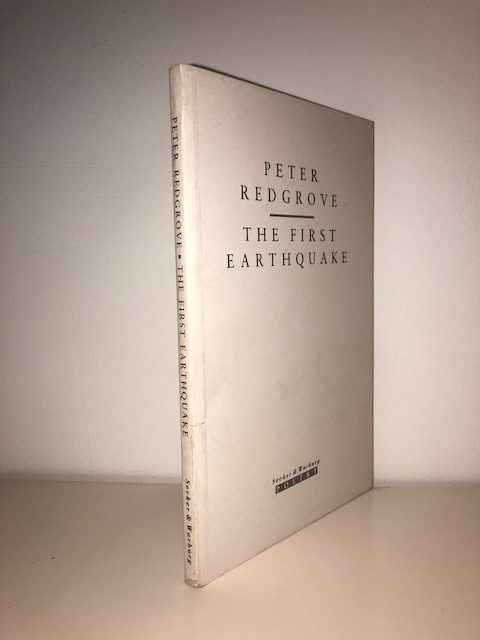 PETER
REDGROVE
THE FIRST
EARTHQUAKE
Secker & Warburg
POETRY
PETER REDGROVE ▪ THE FIRST EARTHQUAKE
Secker & Warburg